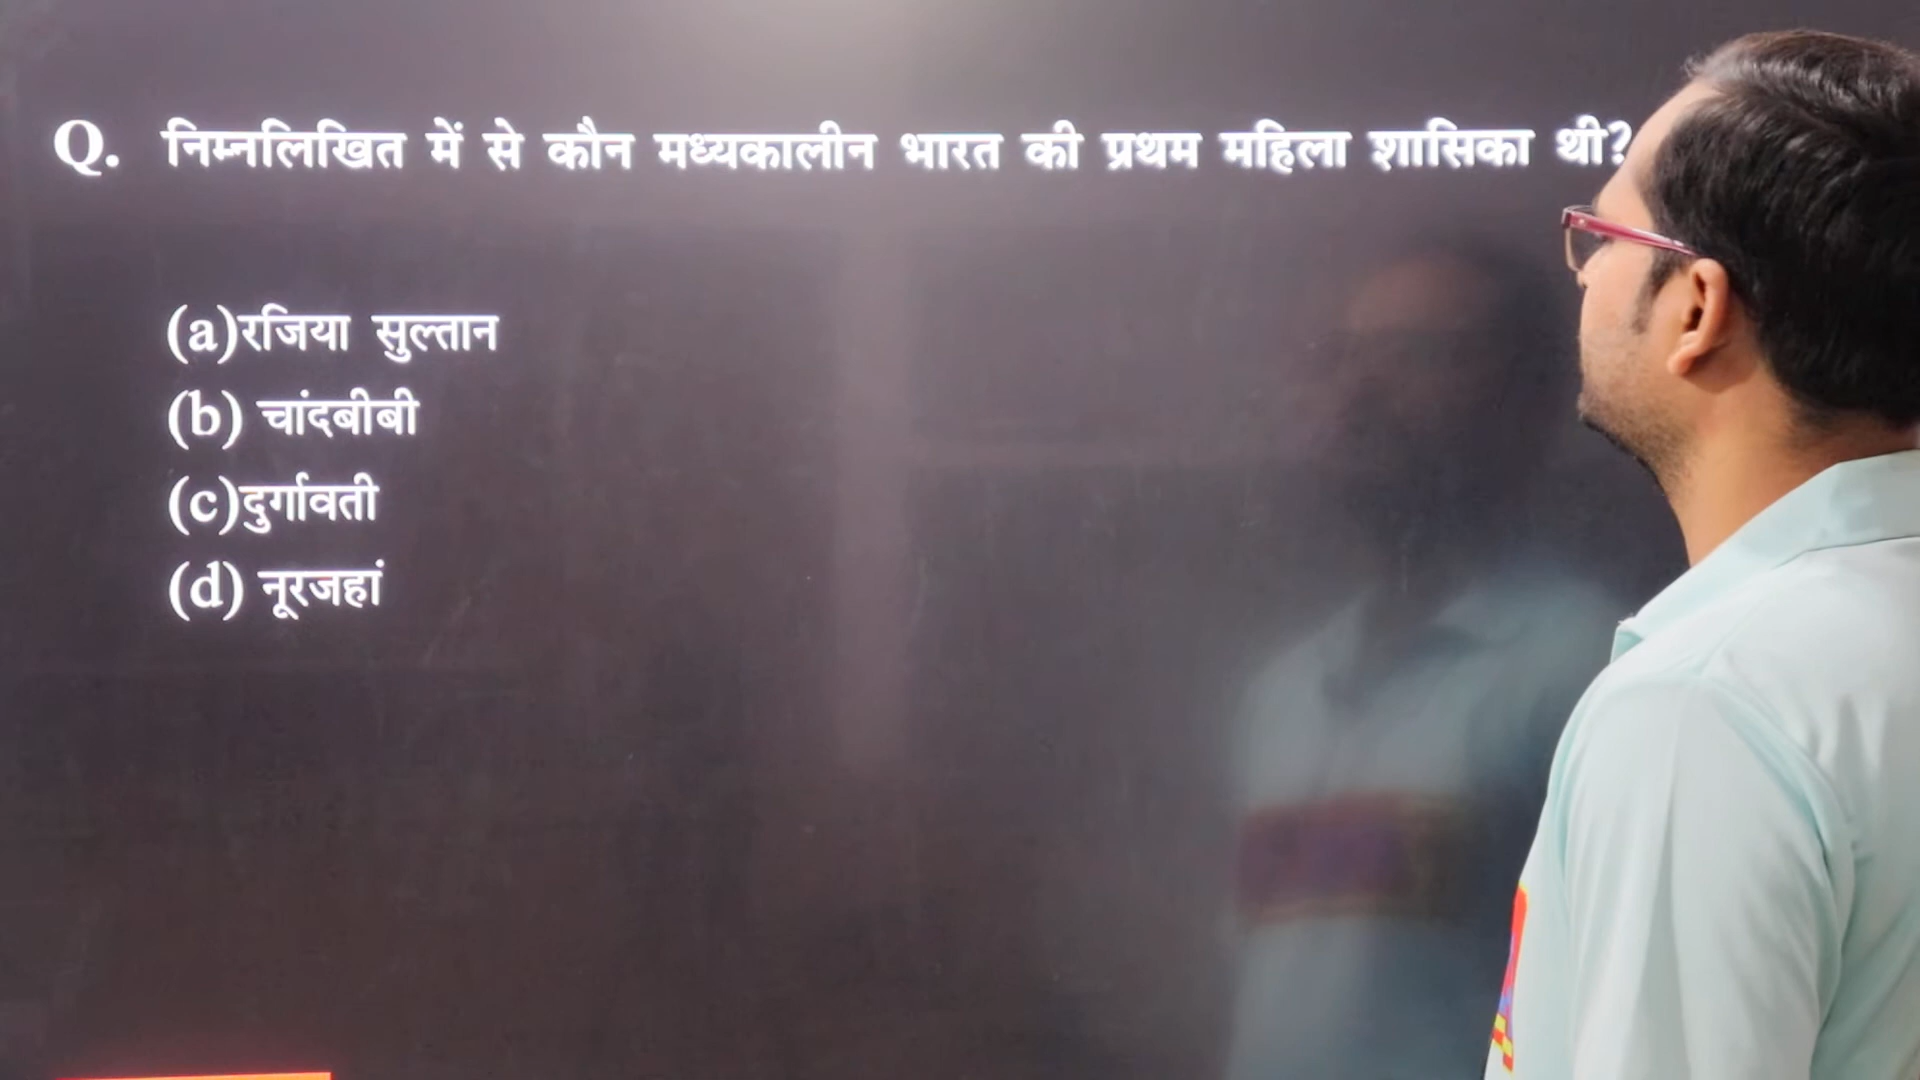 Q. निम्नलिखित में से कौन मध्यकालीन भारत की प्रथम महिला शासिका थी?
(a)रजिया सुल्तान
(b) चांदबीबी
(c)दुर्गावती
(d) नूरजहां